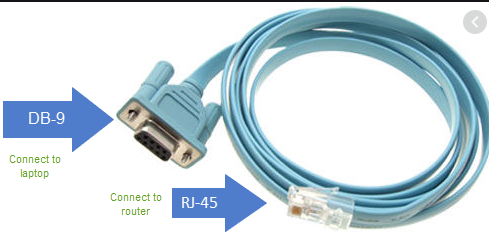 DB-9
Connect to
laptop
Connect to
router
RJ-45